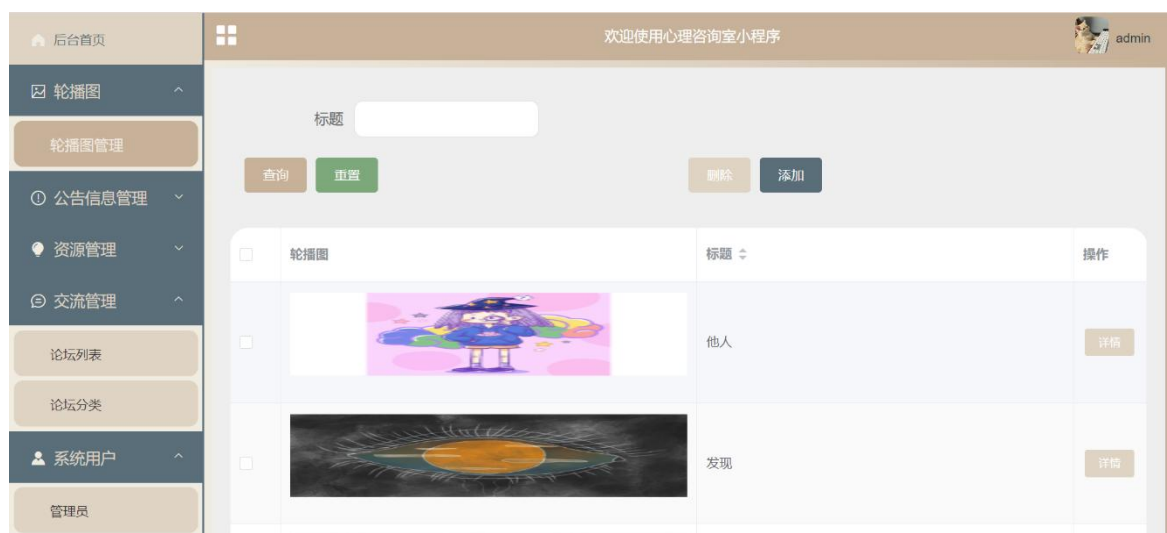 后台首页
欢迎使用心理咨询室小程序
admin
轮播图
轮播图管理
公告信息管理
资源管理
交流管理
论坛列表
论坛分类
系统用户
管理员
标题
查询 重置 删除 添加
轮播图 标题 操作
他人 详情
发现 详情